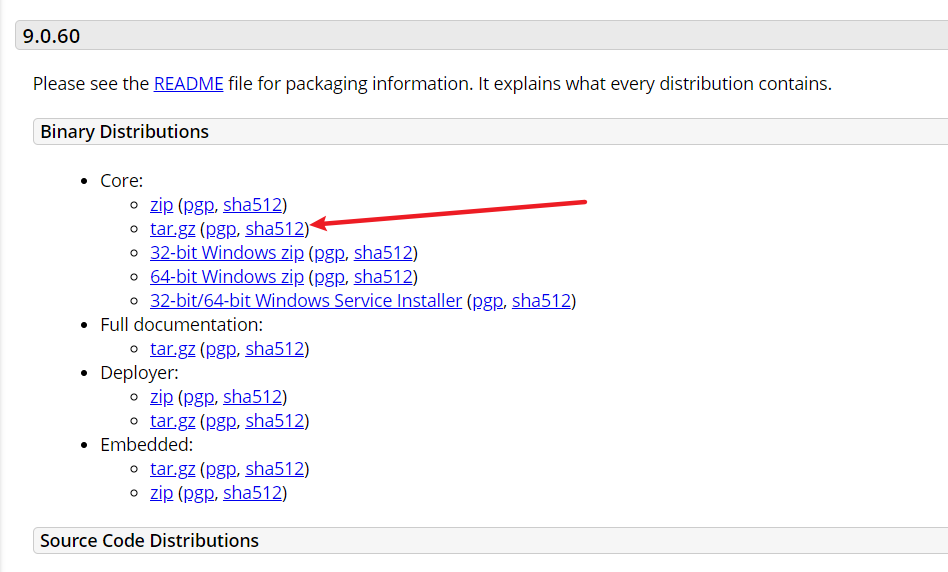 9.0.60
Please see the README file for packaging information. It explains what every distribution contains.
Binary Distributions
Core:
zip (pgp, sha512)
tar.gz (pgp, sha512)
32-bit Windows zip (pgp, sha512)
64-bit Windows zip (pgp, sha512)
32-bit/64-bit Windows Service Installer (pgp, sha512)
Full documentation:
tar.gz (pgp, sha512)
Deployer:
zip (pgp, sha512)
tar.gz (pgp, sha512)
Embedded:
tar.gz (pgp, sha512)
zip (pgp, sha512)
Source Code Distributions